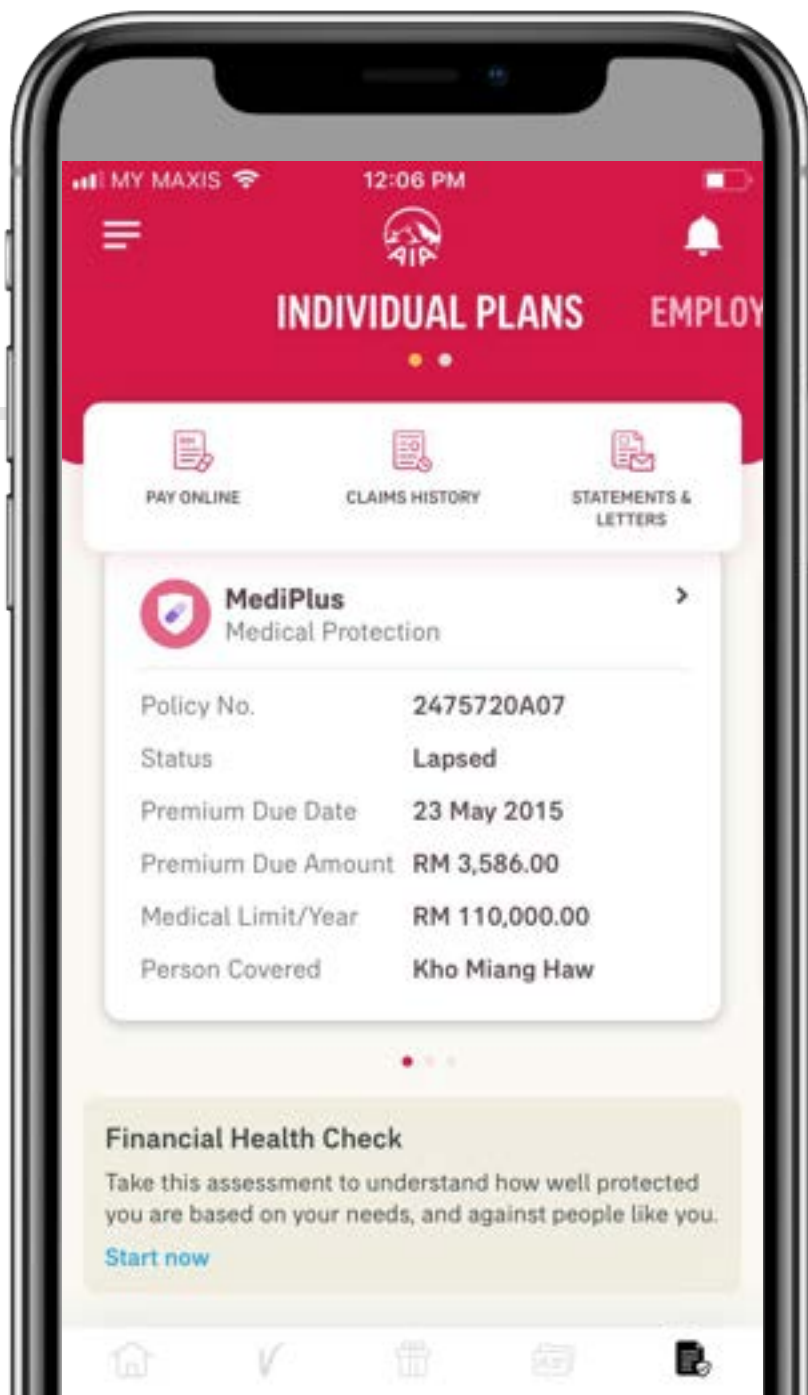 MY MAXIS 12:06 PM
AIA
INDIVIDUAL PLANS EMPLOY
PAY ONLINE CLAIMS HISTORY STATEMENTS &
LETTERS
MediPlus
Medical Protection
Policy No. 2475720A07
Status Lapsed
Premium Due Date 23 May 2015
Premium Due Amount RM 3,586.00
Medical Limit/Year RM 110,000.00
Person Covered Kho Miang Haw
Financial Health Check
Take this assessment to understand how well protected
you are based on your needs, and against people like you.
Start now